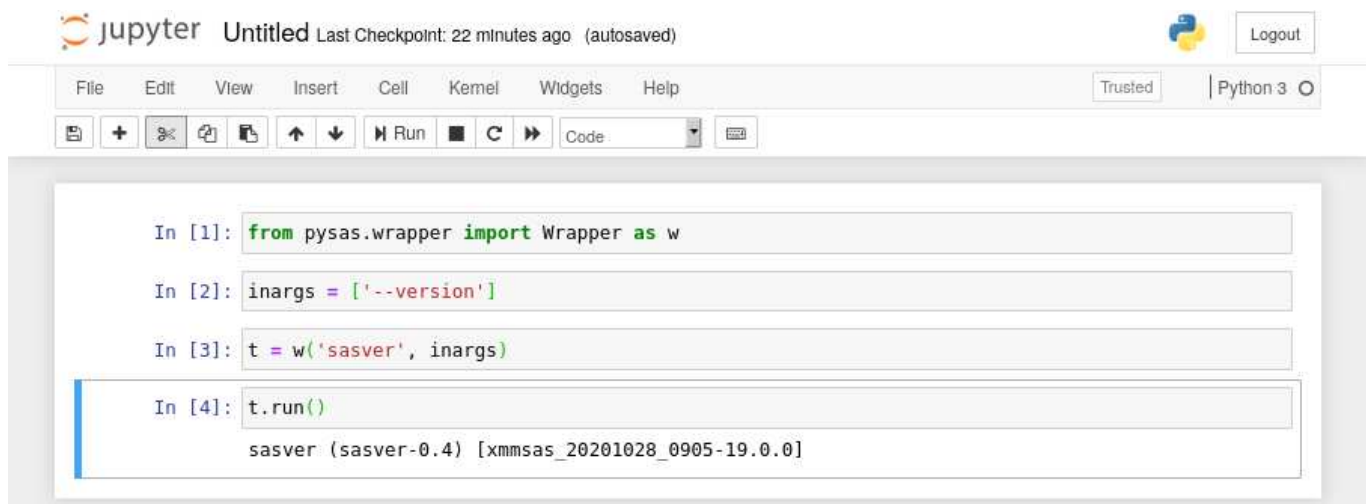 jupyter Untitled Last Checkpoint: 22 minutes ago (autosaved) Logout
File Edit View Insert Cell Kernel Widgets Help Trusted Python 3
Run Code
In [1]: from pysas.wrapper import Wrapper as w
In [2]: inargs = ['--version']
In [3]: t = w('sasver', inargs)
In [4]: t.run()
sasver (sasver-0.4) [xmmsas_20201028_0905-19.0.0]